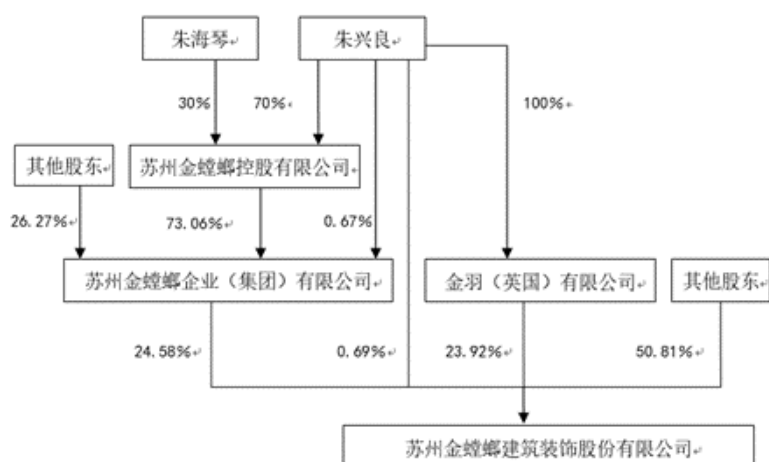 朱海琴
朱兴良
30%
70%
100%
其他股东
苏州金螳螂控股有限公司
26.27%
73.06%
0.67%
苏州金螳螂企业（集团）有限公司
金羽（英国）有限公司
其他股东
24.58%
0.69%
23.92%
50.81%
苏州金螳螂建筑装饰股份有限公司